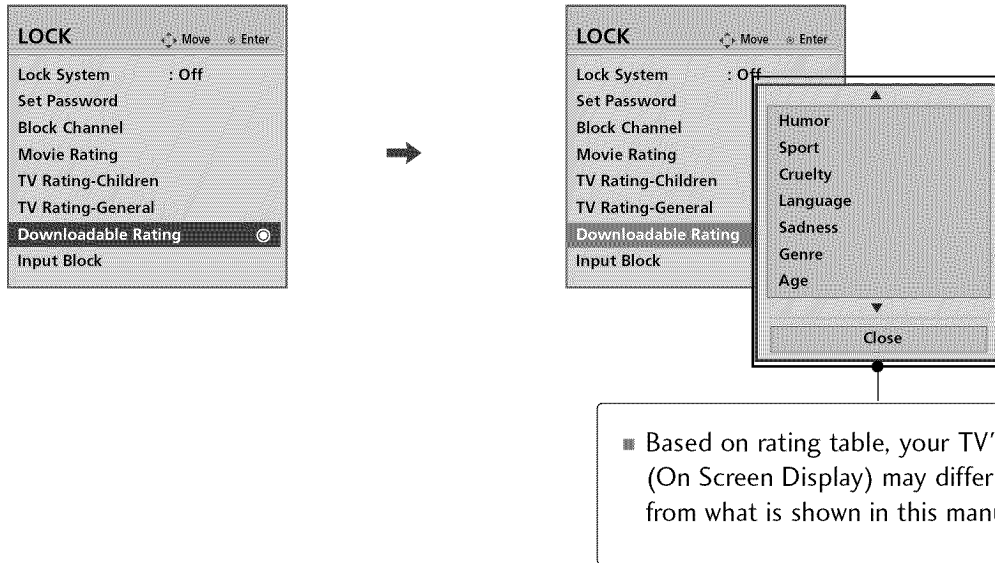 LOCK Move Enter
Lock System : Off
Set Password
Block Channel
Movie Rating
TV Rating-Children
TV Rating-General
Downloadable Rating
Input Block
LOCK Move Enter
Lock System : Off
Set Password
Block Channel
Movie Rating
TV Rating-Children
TV Rating-General
Downloadable Rating
Input Block
Humor
Sport
Cruelty
Language
Sadness
Genre
Age
Close
Based on rating table, your TV'
(On Screen Display) may differ
from what is shown in this